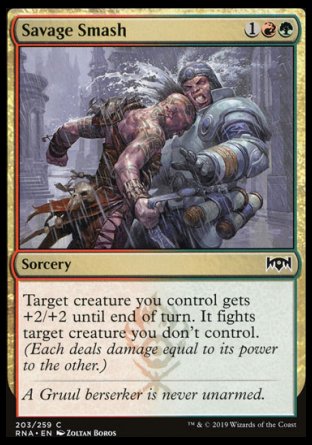 Savage Smash 1
Sorcery
Target creature you control gets
+2/+2 until end of turn. It fights
target creature you don't control.
(Each deals damage equal to its power
to the other.)
A Gruul berserker is never unarmed.
203/259 C
RNA • EN Zoltan Boros
™ & © 2019 Wizards of the Coast